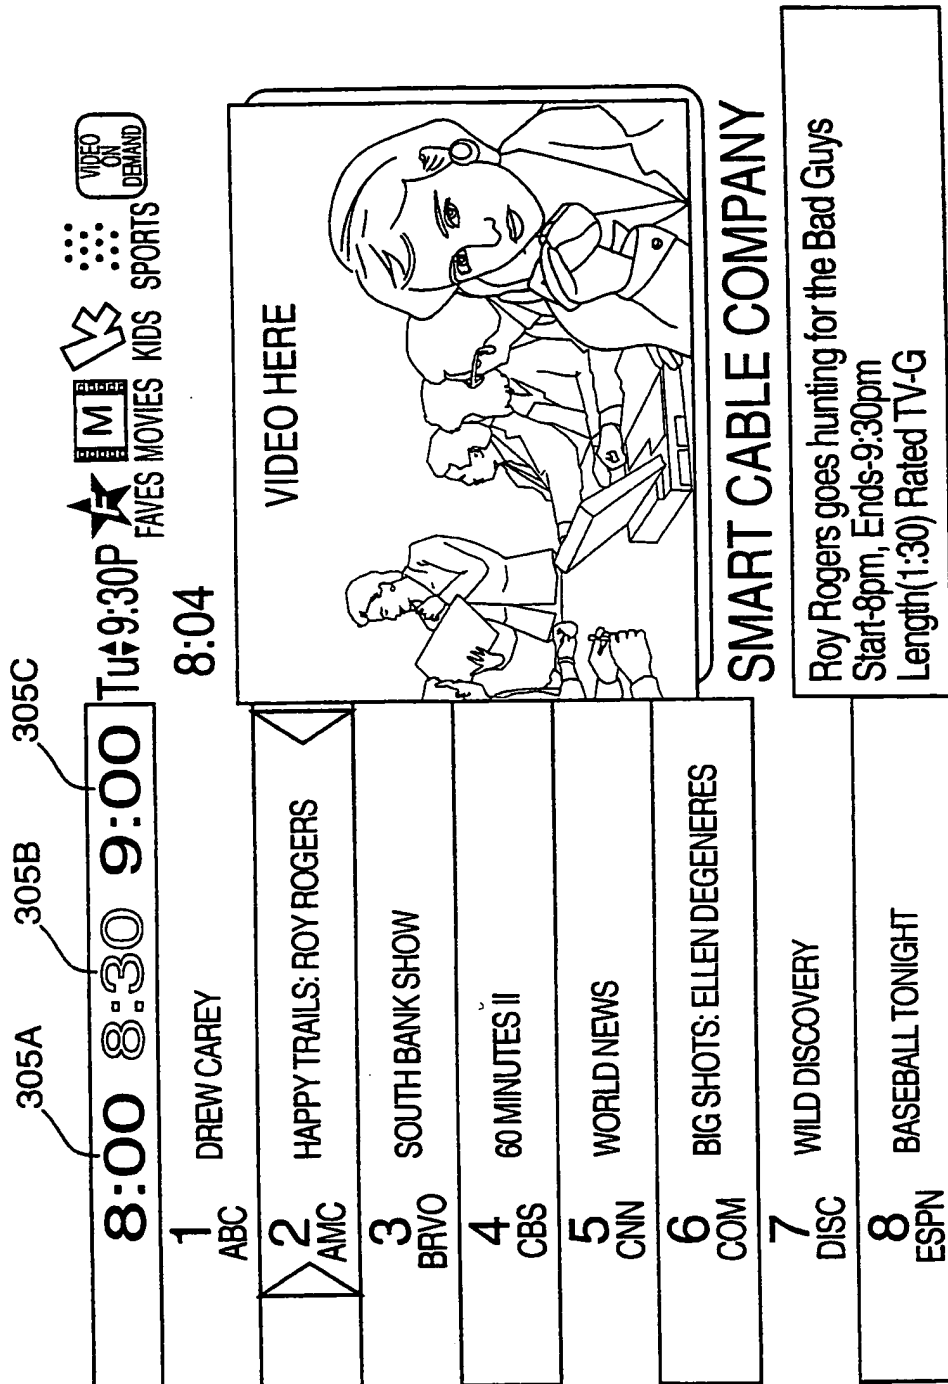 305A 305B 305C
8:00 8:30 9:00 Tu 9:30P
F M
FAVES MOVIES KIDS SPORTS
VIDEO
ON
DEMAND
8:04
1 DREW CAREY
ABC
2 HAPPY TRAILS: ROY ROGERS
AMC
3 SOUTH BANK SHOW
BRVO
4 60 MINUTES II
CBS
5 WORLD NEWS
CNN
6 BIG SHOTS: ELLEN DEGENERES
COM
7 WILD DISCOVERY
DISC
8 BASEBALL TONIGHT
ESPN
VIDEO HERE
SMART CABLE COMPANY
Roy Rogers goes hunting for the Bad Guys
Start-8pm, Ends-9:30pm
Length(1:30) Rated TV-G